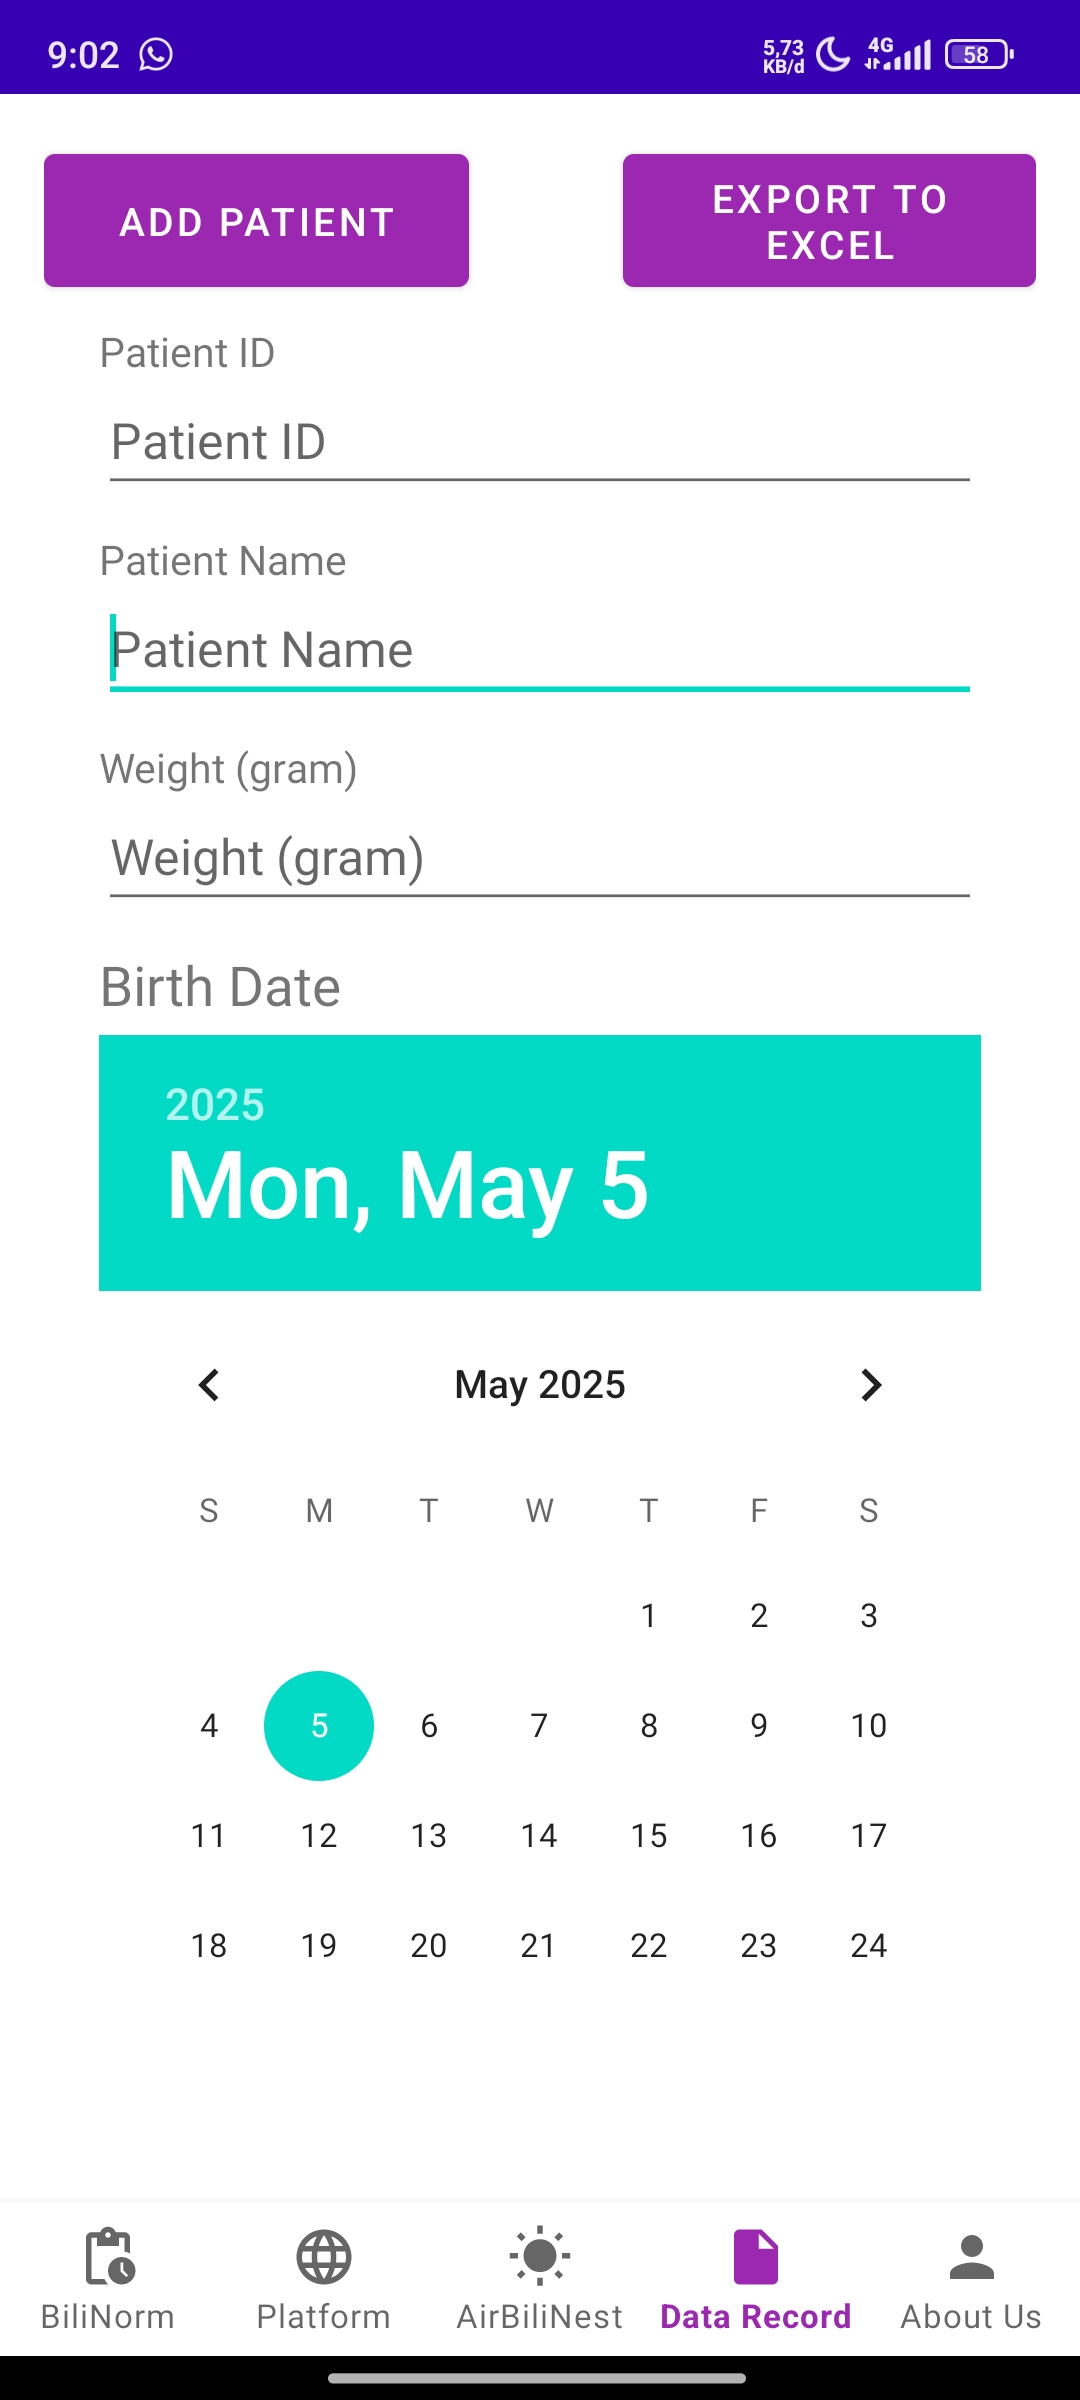 9:02
5,73
KB/d
4G
58
ADD PATIENT
EXPORT TO
EXCEL
Patient ID
Patient ID
Patient Name
Patient Name
Weight (gram)
Weight (gram)
Birth Date
2025
Mon, May 5
May 2025
S M T W T F S
1 2 3
4 5 6 7 8 9 10
11 12 13 14 15 16 17
18 19 20 21 22 23 24
BiliNorm Platform AirBiliNest Data Record About Us